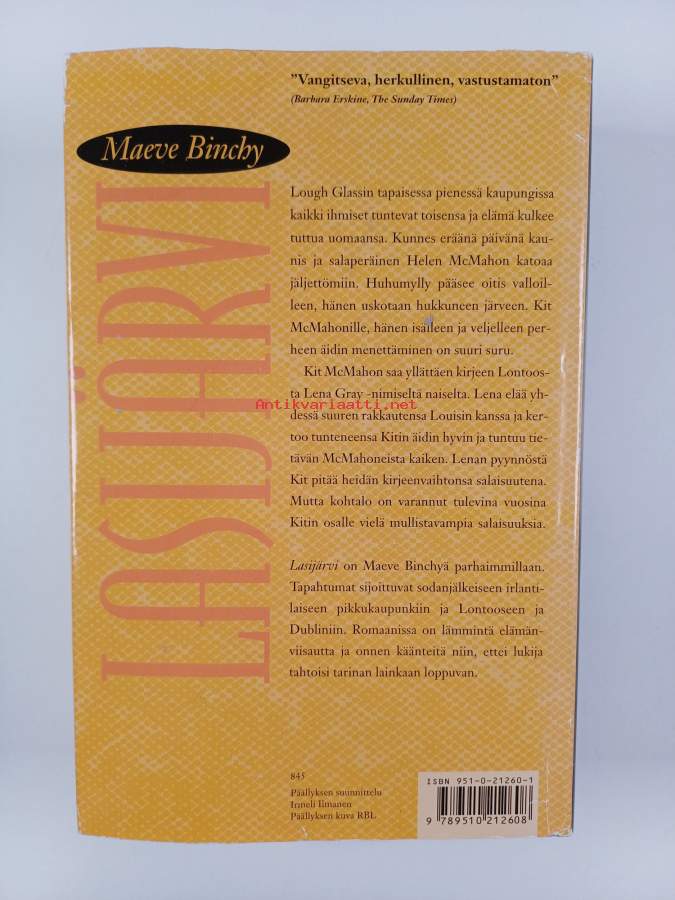 "Vangitseva, herkullinen, vastustamaton"
(Barbara Erskine, The Sunday Times)
Maeve Binchy
LASIJÄRVI
Lough Glassin tapaisessa pienessä kaupungissa
kaikki ihmiset tuntevat toisensa ja elämä kulkee
tuttua uomaansa. Kunnes eräänä päivänä kau-
nis ja salaperäinen Helen McMahon katoaa
jäljettömiin. Huhumylly pääsee oitis valloil-
leen, hänen uskotaan hukkuneen järveen. Kit
McMahonille, hänen isälleen ja veljelleen per-
heen äidin menettäminen on suuri suru.
Kit McMahon saa yllättäen kirjeen Lontoos-
ta Lena Gray -nimiseltä naiselta. Lena elää yh-
dessä suuren rakkautensa Louisin kanssa ja ker-
too tunteneensa Kitin äidin hyvin ja tuntuu tie-
tävän McMahoneista kaiken. Lenan pyynnöstä
Kit pitää heidän kirjeenvaihtonsa salaisuutena.
Mutta kohtalo on varannut tulevina vuosina
Kitin osalle vielä mullistavampia salaisuuksia.
Lasijärvi on Maeve Binchyä parhaimmillaan.
Tapahtumat sijoittuvat sodanjälkeiseen irlanti-
laiseen pikkukaupunkiin ja Lontooseen ja
Dubliniin. Romaanissa on lämmintä elämän-
viisautta ja onnen käänteitä niin, ettei lukija
tahtoisi tarinan lainkaan loppuvan.
Antikvariaatti.net
845
Päällyksen suunnittelu
Irmeli Ilmanen
Päällyksen kuva RBL
ISBN 951-0-21260-1
9 789510 212608